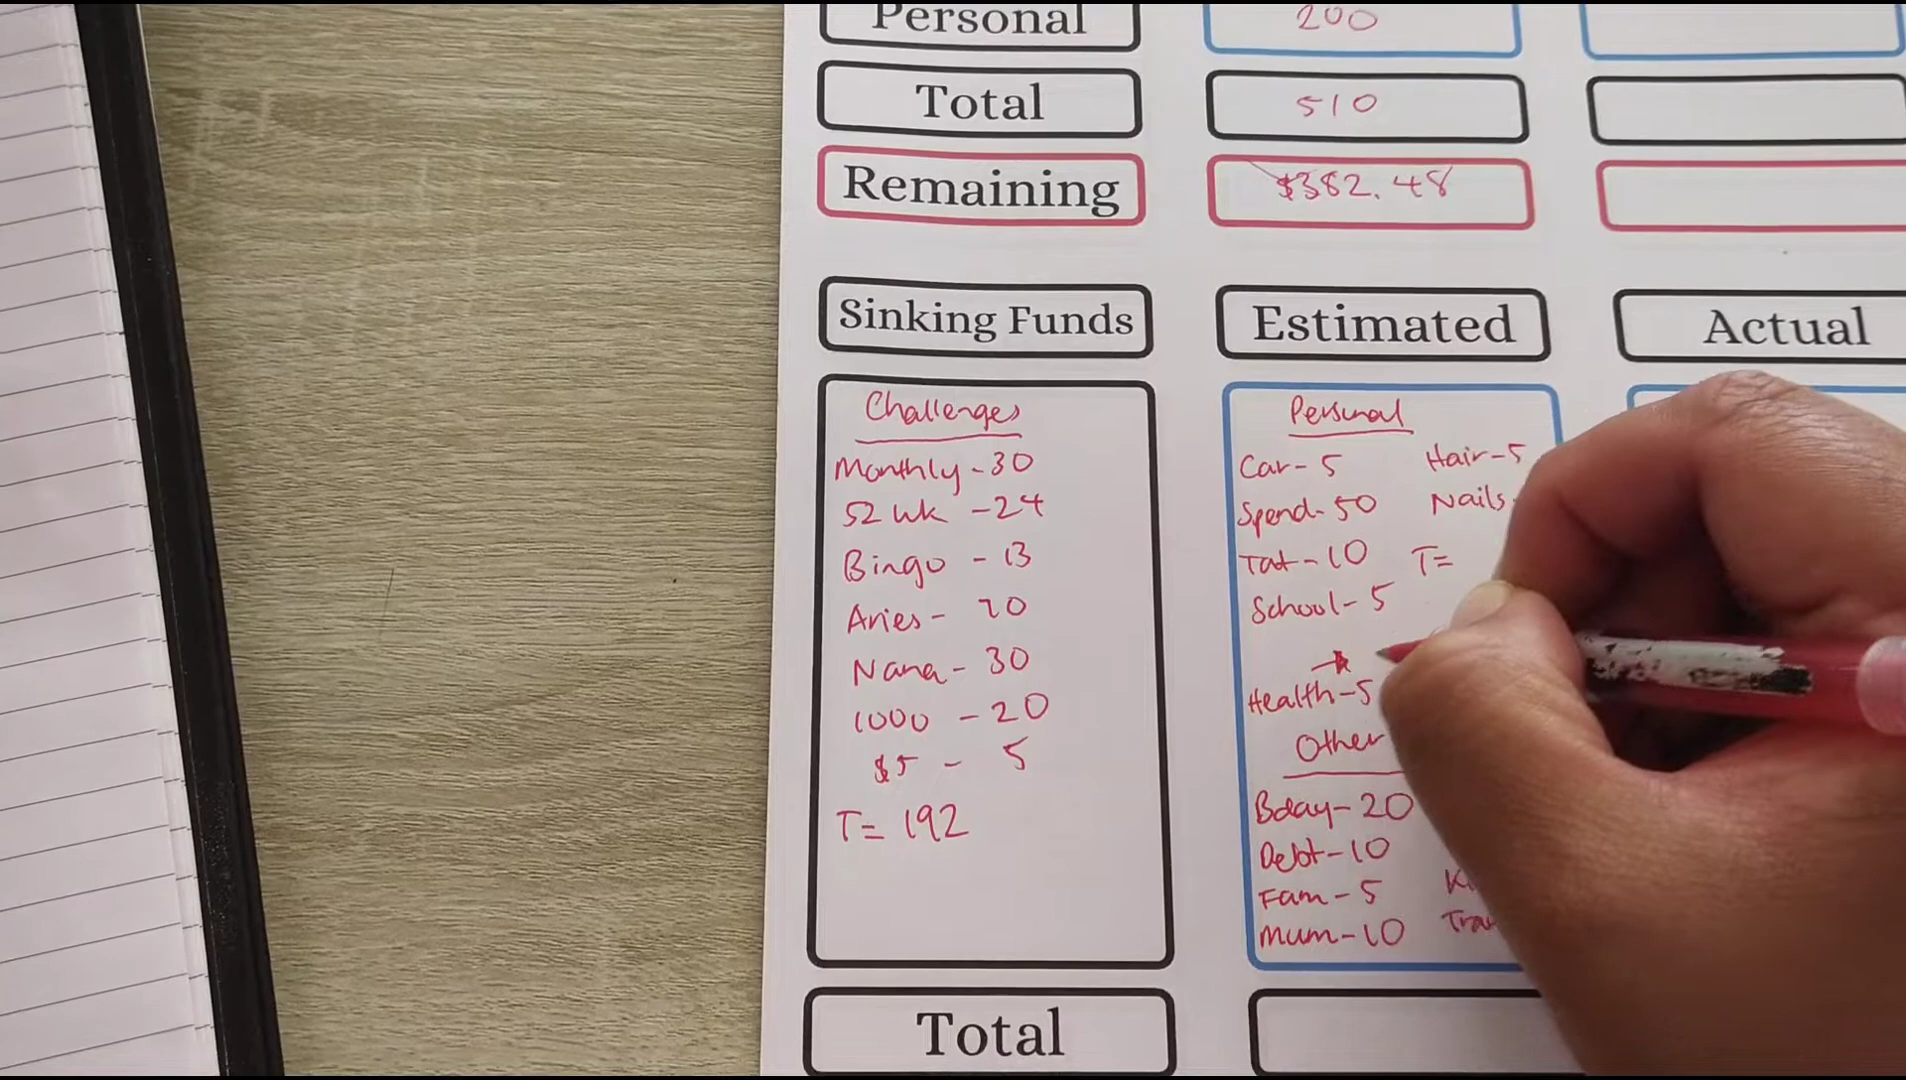 Personal 200
Total 510
Remaining $382.48
Sinking Funds Estimated Actual
Challenges
Monthly - 30
52 wk - 24
Bingo - 13
Aries - 70
Nana - 30
1000 - 20
$5 - 5
T= 192
Personal
Car - 5 Hair - 5
Spend - 50 Nails
Tat - 10 T=
School - 5
Health - 5
Other
Bday - 20
Debt - 10
Fam - 5
Mum - 10
Total